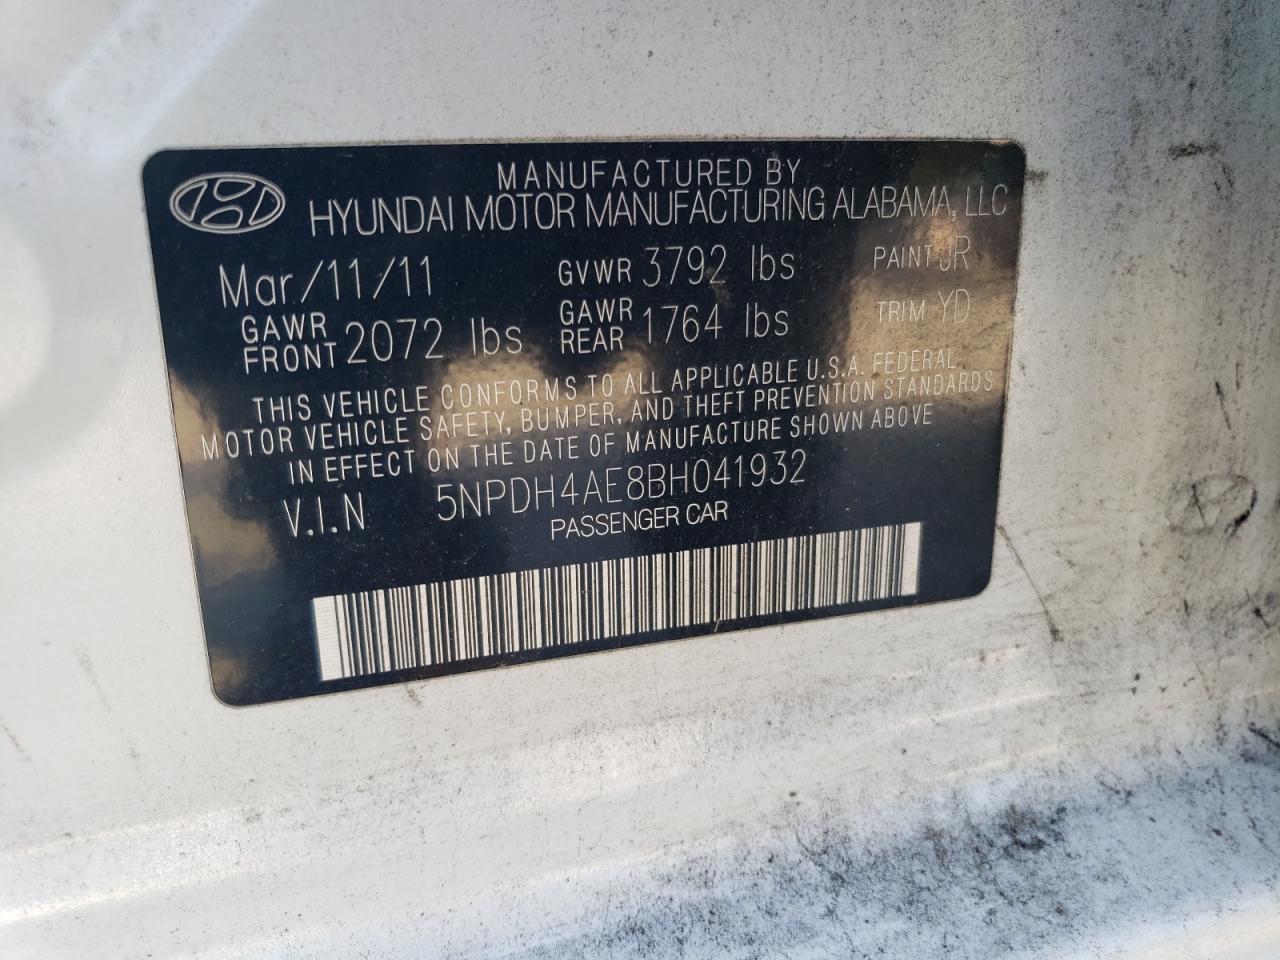 MANUFACTURED BY
HYUNDAI MOTOR MANUFACTURING ALABAMA, LLC
Mar/11/11 GVWR 3792 lbs PAINT JR
GAWR FRONT 2072 lbs GAWR REAR 1764 lbs TRIM YD
THIS VEHICLE CONFORMS TO ALL APPLICABLE U.S.A. FEDERAL
MOTOR VEHICLE SAFETY, BUMPER, AND THEFT PREVENTION STANDARDS
IN EFFECT ON THE DATE OF MANUFACTURE SHOWN ABOVE
V.I.N 5NPDH4AE8BH041932
PASSENGER CAR